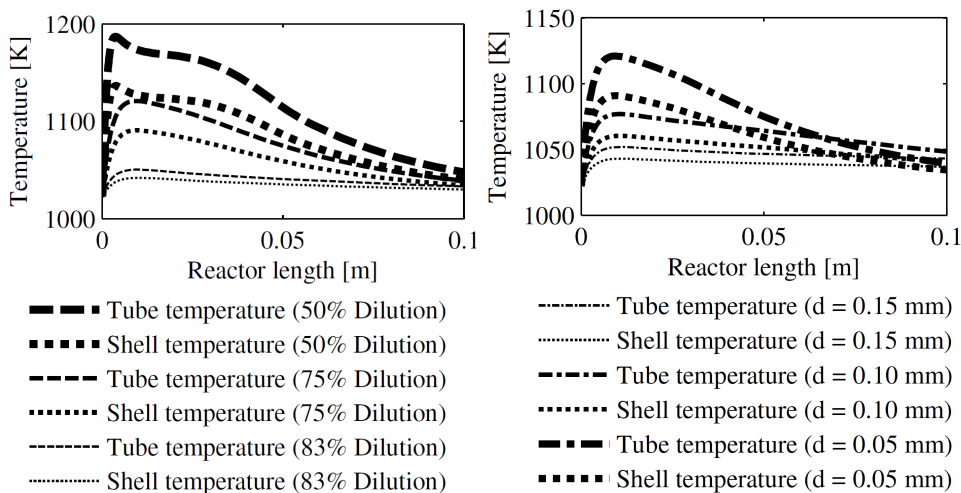 Temperature [K]
1200
1100
1000
0
0.05
0.1
Reactor length [m]
Tube temperature (50% Dilution)
Shell temperature (50% Dilution)
Tube temperature (75% Dilution)
Shell temperature (75% Dilution)
Tube temperature (83% Dilution)
Shell temperature (83% Dilution)
Temperature [K]
1150
1100
1050
1000
0
0.05
0.1
Reactor length [m]
Tube temperature (d = 0.15 mm)
Shell temperature (d = 0.15 mm)
Tube temperature (d = 0.10 mm)
Shell temperature (d = 0.10 mm)
Tube temperature (d = 0.05 mm)
Shell temperature (d = 0.05 mm)